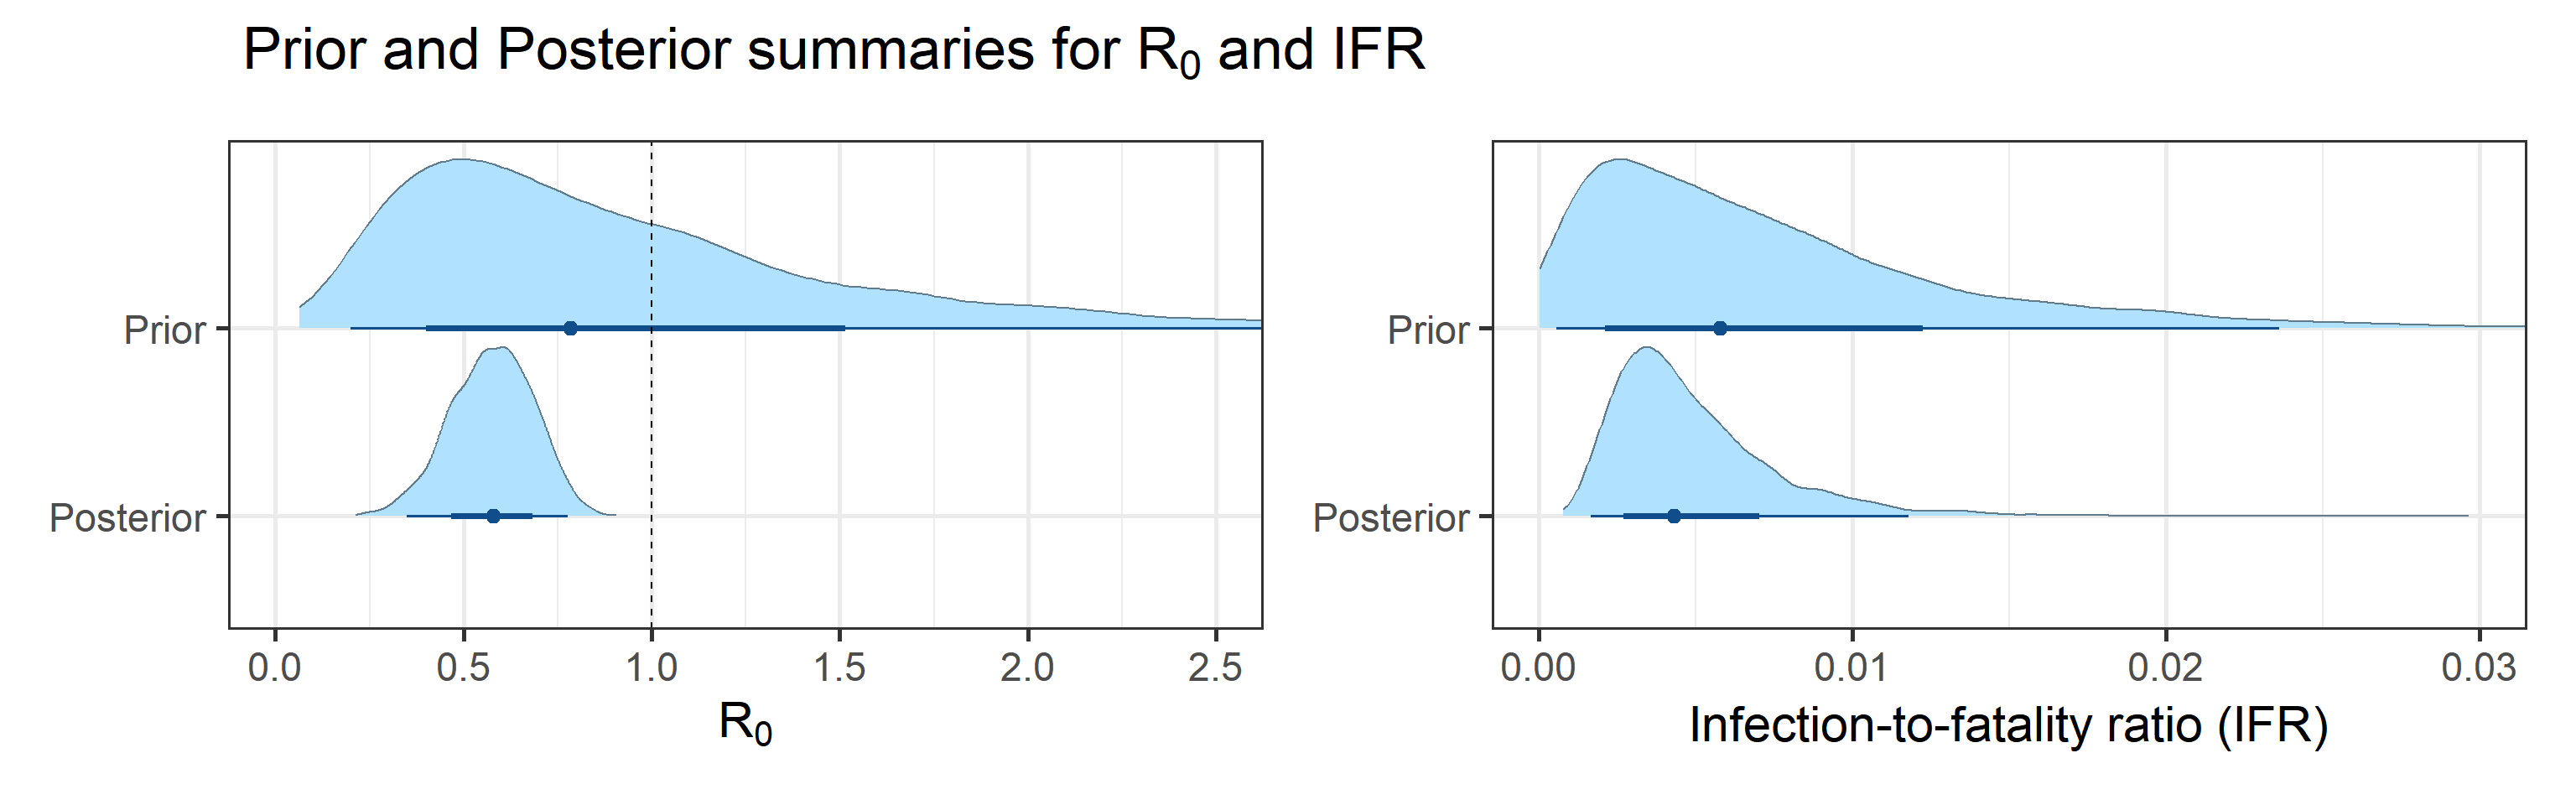 Prior and Posterior summaries for R₀ and IFR
Prior
Posterior
0.0 0.5 1.0 1.5 2.0 2.5
R₀
Prior
Posterior
0.00 0.01 0.02 0.03
Infection-to-fatality ratio (IFR)